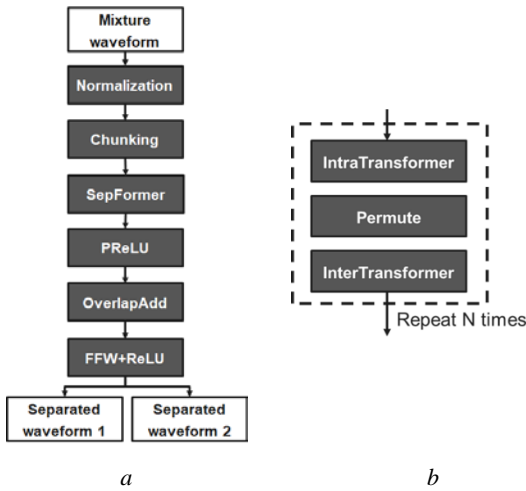 Mixture
waveform
Normalization
Chunking
SepFormer
PReLU
OverlapAdd
FFW+ReLU
Separated
waveform 1
Separated
waveform 2
a
IntraTransformer
Permute
InterTransformer
Repeat N times
b